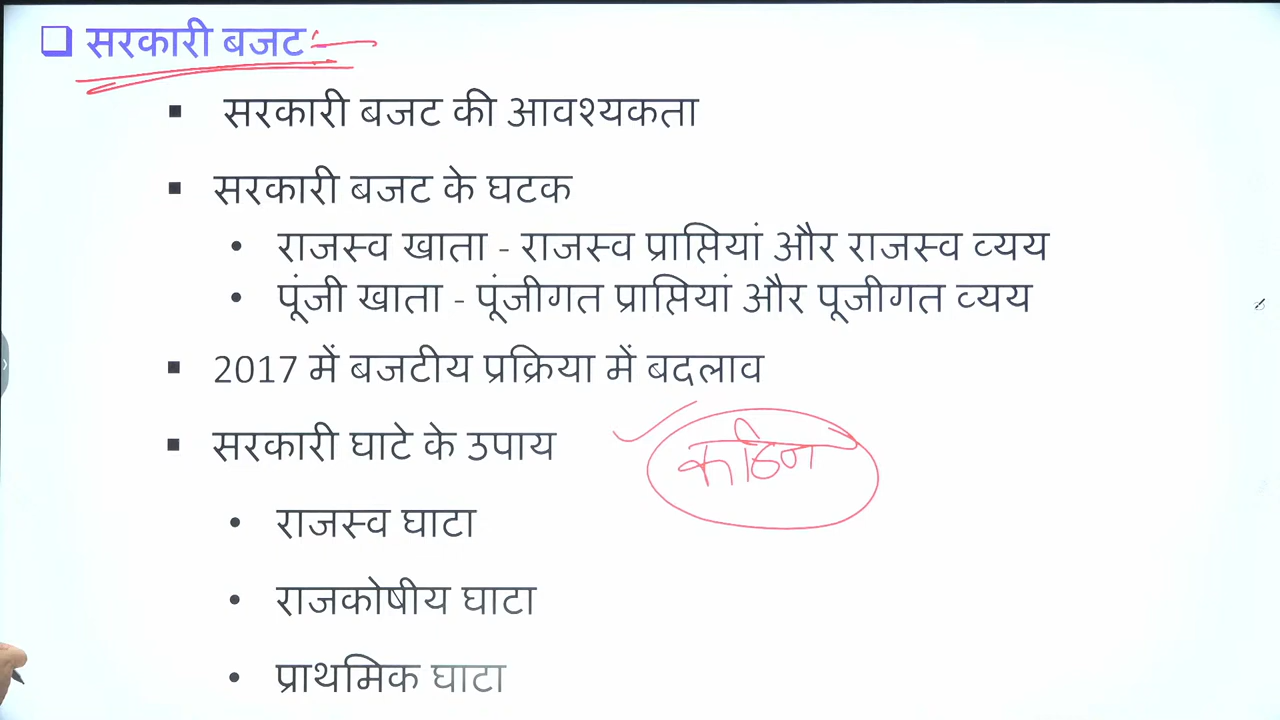 ❑ सरकारी बजट :-
▪ सरकारी बजट की आवश्यकता
▪ सरकारी बजट के घटक
• राजस्व खाता - राजस्व प्राप्तियां और राजस्व व्यय
• पूंजी खाता - पूंजीगत प्राप्तियां और पूजीगत व्यय
▪ 2017 में बजटीय प्रक्रिया में बदलाव
▪ सरकारी घाटे के उपाय
कठिन
• राजस्व घाटा
• राजकोषीय घाटा
• प्राथमिक घाटा